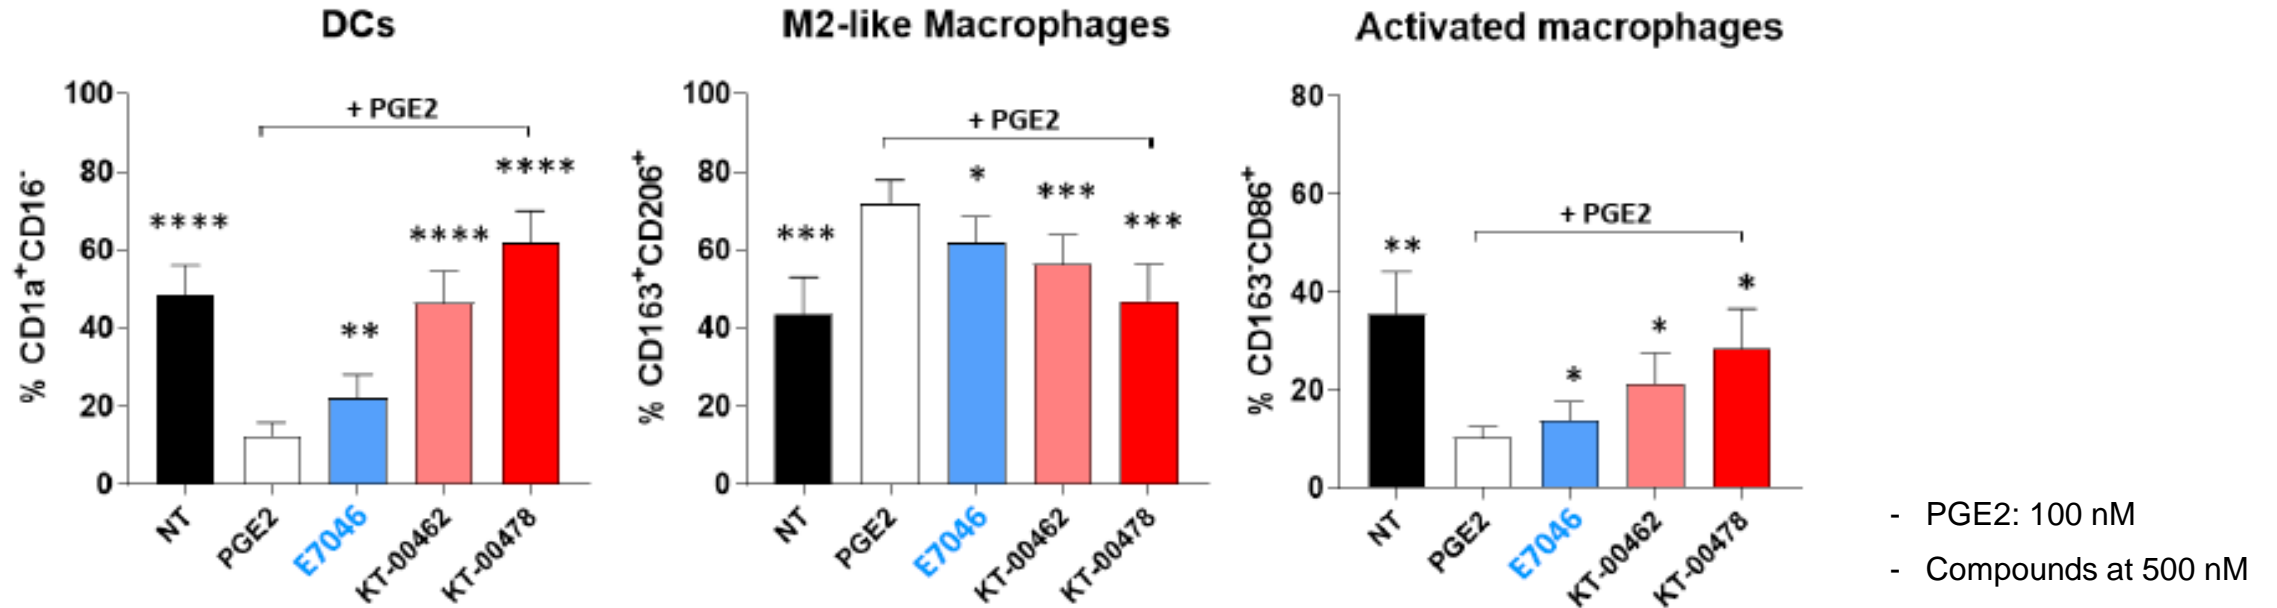 DCs
100
80
60
40
20
0
% CD1a⁺CD16⁻
+ PGE2
****
**
****
****
NT
PGE2
E7046
KT-00462
KT-00478
M2-like Macrophages
100
80
60
40
20
0
% CD163⁺CD206⁺
+ PGE2
***
*
***
***
NT
PGE2
E7046
KT-00462
KT-00478
Activated macrophages
80
60
40
20
0
% CD163⁻CD86⁺
+ PGE2
**
*
*
*
NT
PGE2
E7046
KT-00462
KT-00478
- PGE2: 100 nM
- Compounds at 500 nM